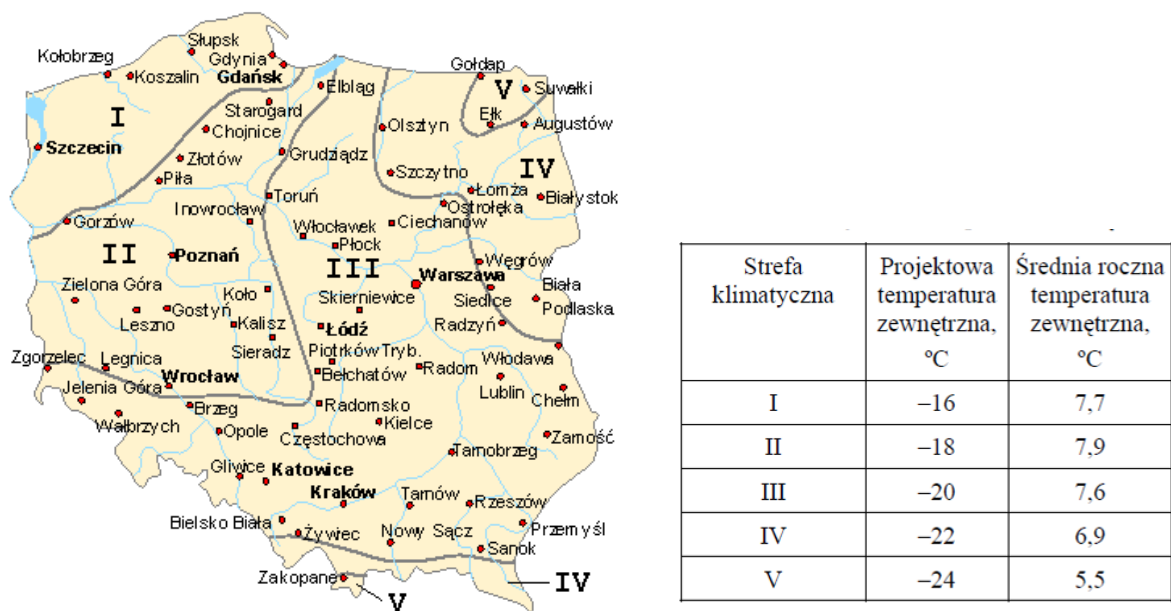 Słupsk
Kołobrzeg
Gdynia
Koszalin
Gdańsk
Gołdap
V
Suwałki
Elbląg
I
Starogard
Ełk
Augustów
Chojnice
Olsztyn
Szczecin
Grudziądz
Złotów
IV
Szczytno
Piła
Toruń
Łomża
Białystok
Inowrocław
Ostrołęka
Gorzów
Włocławek
Ciechanów
II
Poznań
Płock
III
Węgrów
Warszawa
Zielona Góra
Koło
Skierniewice
Siedlce
Biała
Podlaska
Gostyń
Leszno
Kalisz
Łódź
Radzyń
Sieradz
Piotrków Tryb.
Włodawa
Zgorzelec
Legnica
Bełchatów
Radom
Wrocław
Lublin
Jelenia Góra
Chełm
Brzeg
Radomsko
Wałbrzych
Opole
Kielce
Częstochowa
Zamość
Tarnobrzeg
Gliwice
Katowice
Kraków
Tarnów
Rzeszów
Bielsko Biała
Żywiec
Nowy Sącz
Przemyśl
Sanok
Zakopane
V
IV
Strefa
klimatyczna
Projektowa
temperatura
zewnętrzna,
ºC
Średnia roczna
temperatura
zewnętrzna,
ºC
I –16 7,7
II –18 7,9
III –20 7,6
IV –22 6,9
V –24 5,5